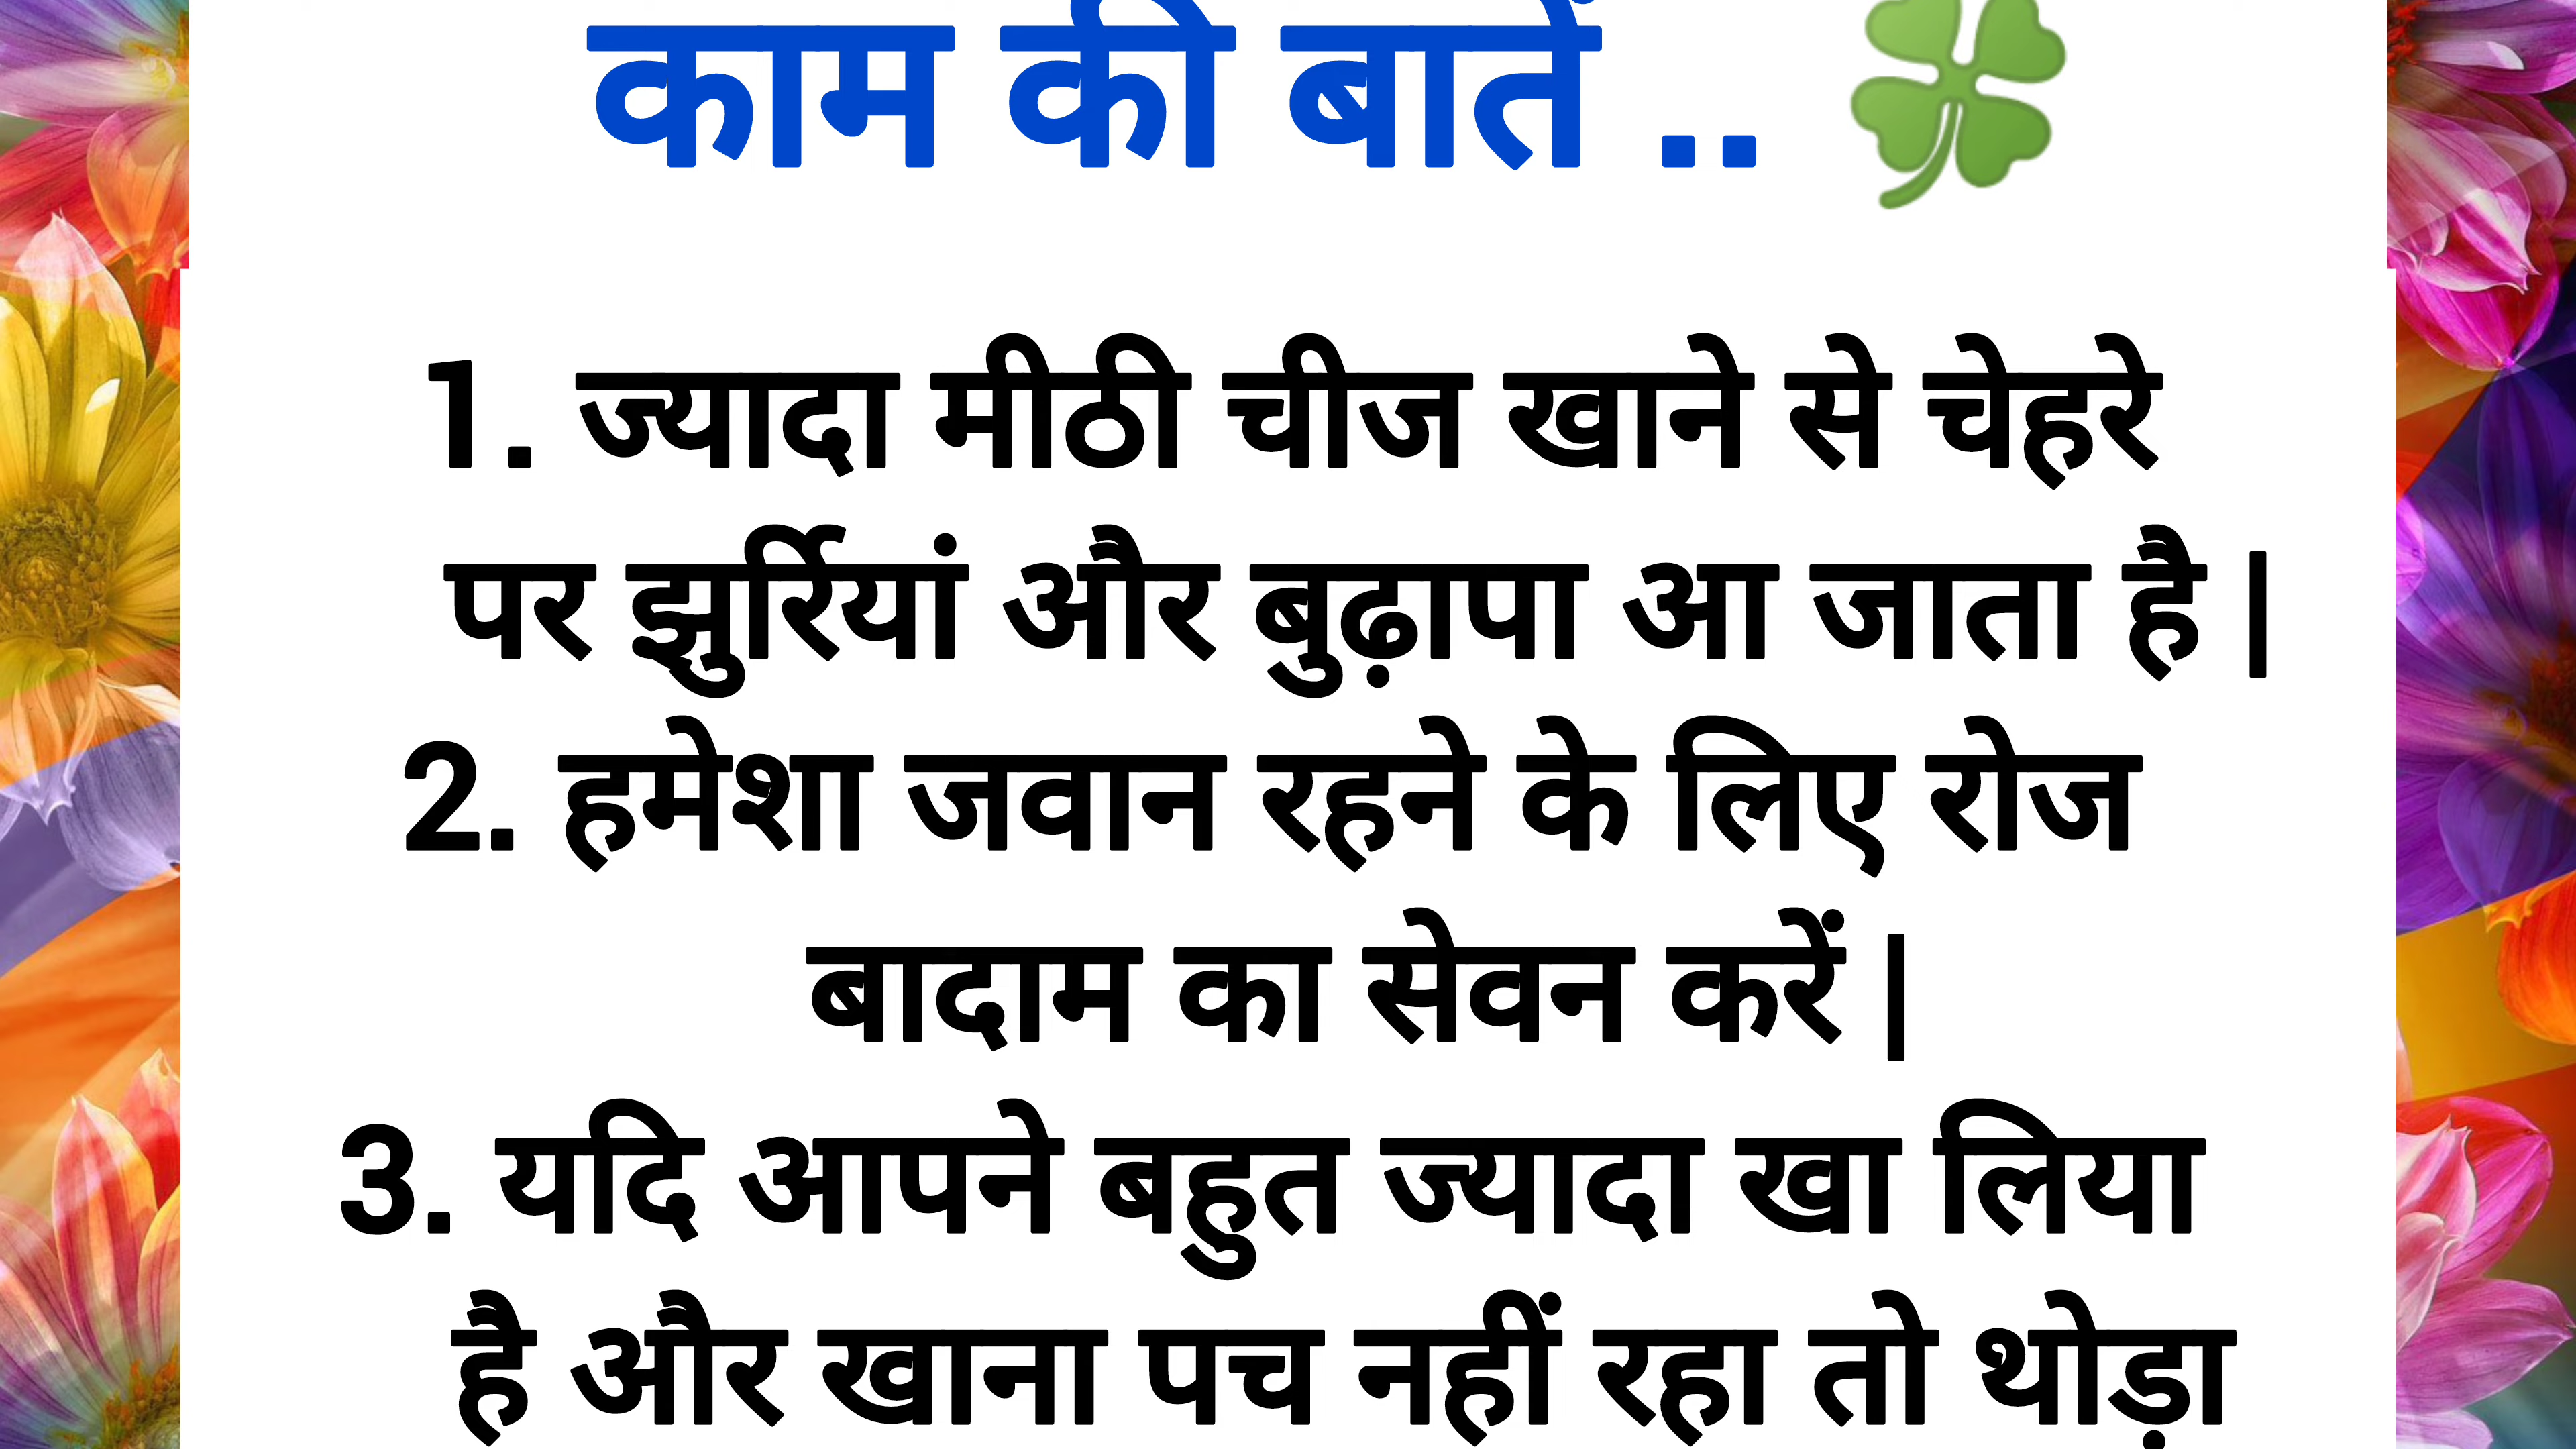 काम की बातें ..
1. ज्यादा मीठी चीज खाने से चेहरे
पर झुर्रियां और बुढ़ापा आ जाता है |
2. हमेशा जवान रहने के लिए रोज
बादाम का सेवन करें |
3. यदि आपने बहुत ज्यादा खा लिया
है और खाना पच नहीं रहा तो थोड़ा